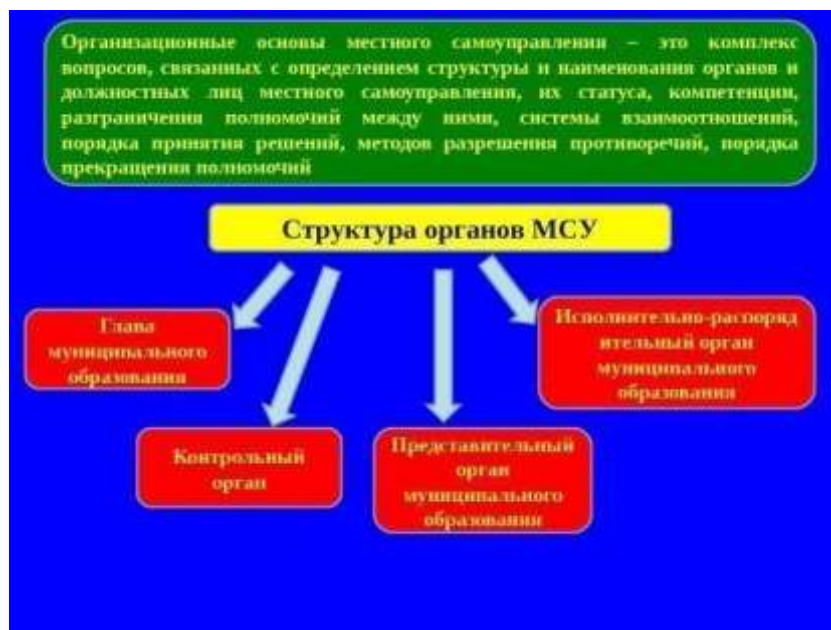 Организационные основы местного самоуправления – это комплекс
вопросов, связанных с определением структуры и наименования органов и
должностных лиц местного самоуправления, их статуса, компетенции,
разграничения полномочий между ними, системы взаимоотношений,
порядка принятия решений, методов разрешения противоречий, порядка
прекращения полномочий
Структура органов МСУ
Глава
муниципального
образования
Исполнительно-распоряд
ительный орган
муниципального
образования
Контрольный
орган
Представительный
орган
муниципального
образования